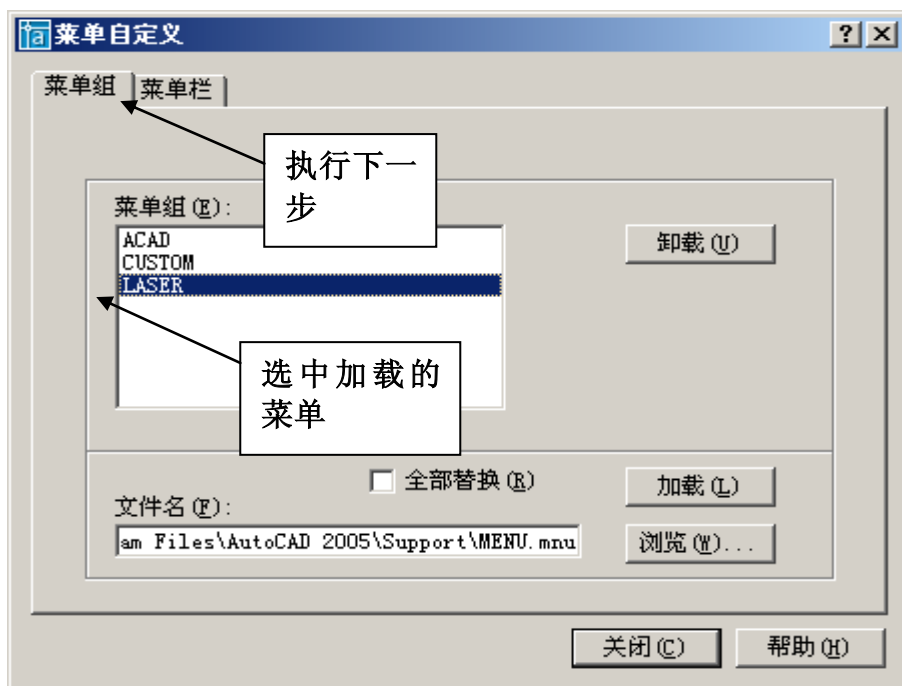 菜单自定义
菜单组 菜单栏
执行下一
步
菜单组(E):
ACAD
CUSTOM
LASER
卸载(U)
选中加载的
菜单
全部替换(R)
加载(L)
文件名(F):
am Files\AutoCAD 2005\Support\MENU.mnu
浏览(W)...
关闭(C)
帮助(H)